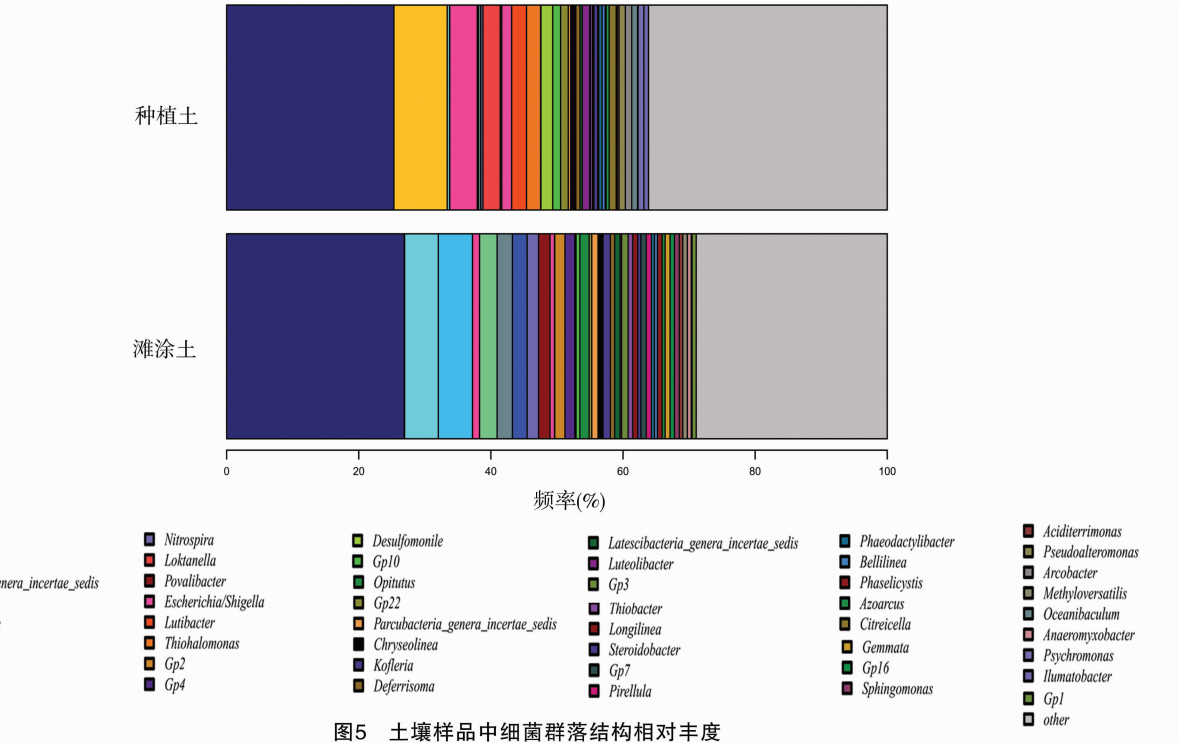 种植土
滩涂土
0 20 40 60 80 100
频率(%)
nera_incertae_sedis
Nitrospira
Loktanella
Povalibacter
Escherichia/Shigella
Lutibacter
Thiohalomonas
Gp2
Gp4
Desulfomonile
Gp10
Opitutus
Gp22
Parcubacteria_genera_incertae_sedis
Chryseolinea
Kofleria
Deferrisoma
Latescibacteria_genera_incertae_sedis
Luteolibacter
Gp3
Thiobacter
Longilinea
Steroidobacter
Gp7
Pirellula
Phaeodactylibacter
Bellilinea
Phaselicystis
Azoarcus
Citreicella
Gemmata
Gp16
Sphingomonas
Aciditerrimonas
Pseudoalteromonas
Arcobacter
Methyloversatilis
Oceanibaculum
Anaeromyxobacter
Psychromonas
Ilumatobacter
Gp1
other
图5 土壤样品中细菌群落结构相对丰度